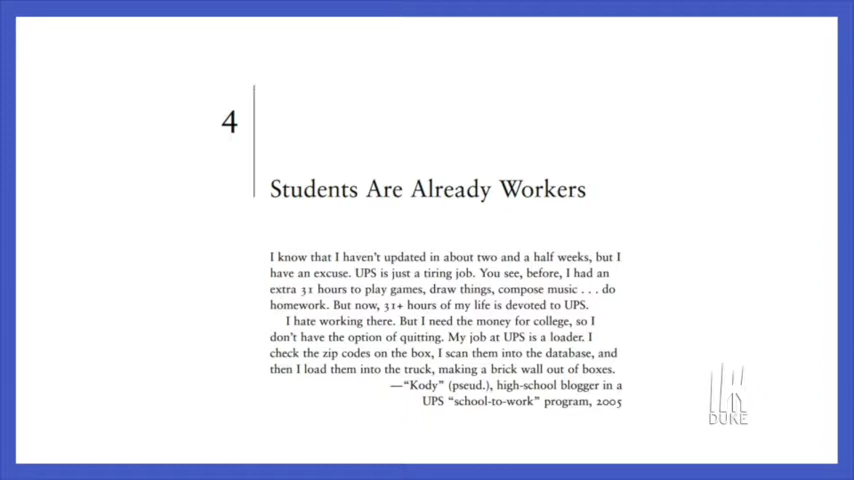 4
Students Are Already Workers
I know that I haven't updated in about two and a half weeks, but I
have an excuse. UPS is just a tiring job. You see, before, I had an
extra 31 hours to play games, draw things, compose music . . . do
homework. But now, 31+ hours of my life is devoted to UPS.
I hate working there. But I need the money for college, so I
don't have the option of quitting. My job at UPS is a loader. I
check the zip codes on the box, I scan them into the database, and
then I load them into the truck, making a brick wall out of boxes.
—"Kody" (pseud.), high-school blogger in a
UPS "school-to-work" program, 2005
DUKE